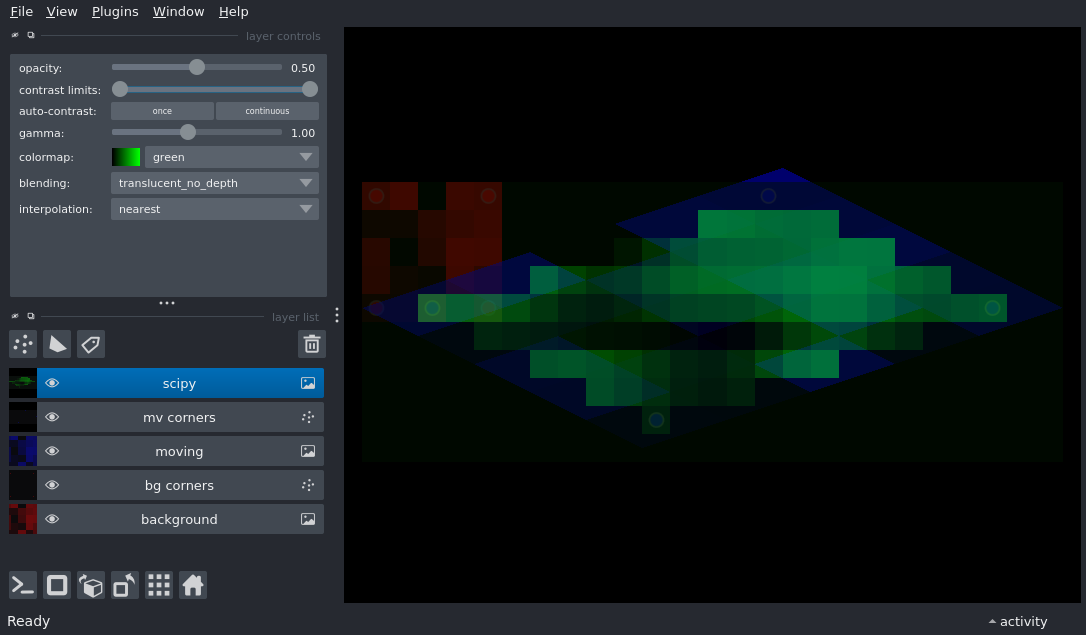 File View Plugins Window Help
layer controls
opacity: 0.50
contrast limits:
auto-contrast: once continuous
gamma: 1.00
colormap: green
blending: translucent_no_depth
interpolation: nearest
layer list
scipy
mv corners
moving
bg corners
background
Ready
activity